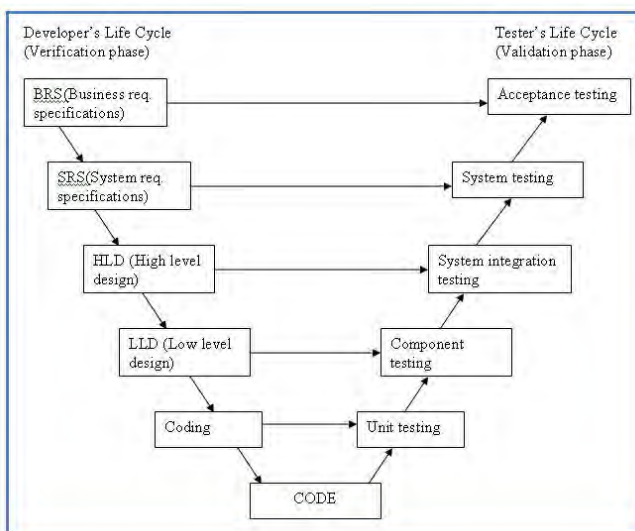 Developer's Life Cycle
(Verification phase)
Tester's Life Cycle
(Validation phase)
BRS(Business req.
specifications)
Acceptance testing
SRS(System req.
specifications)
System testing
HLD (High level
design)
System integration
testing
LLD (Low level
design)
Component
testing
Coding
Unit testing
CODE